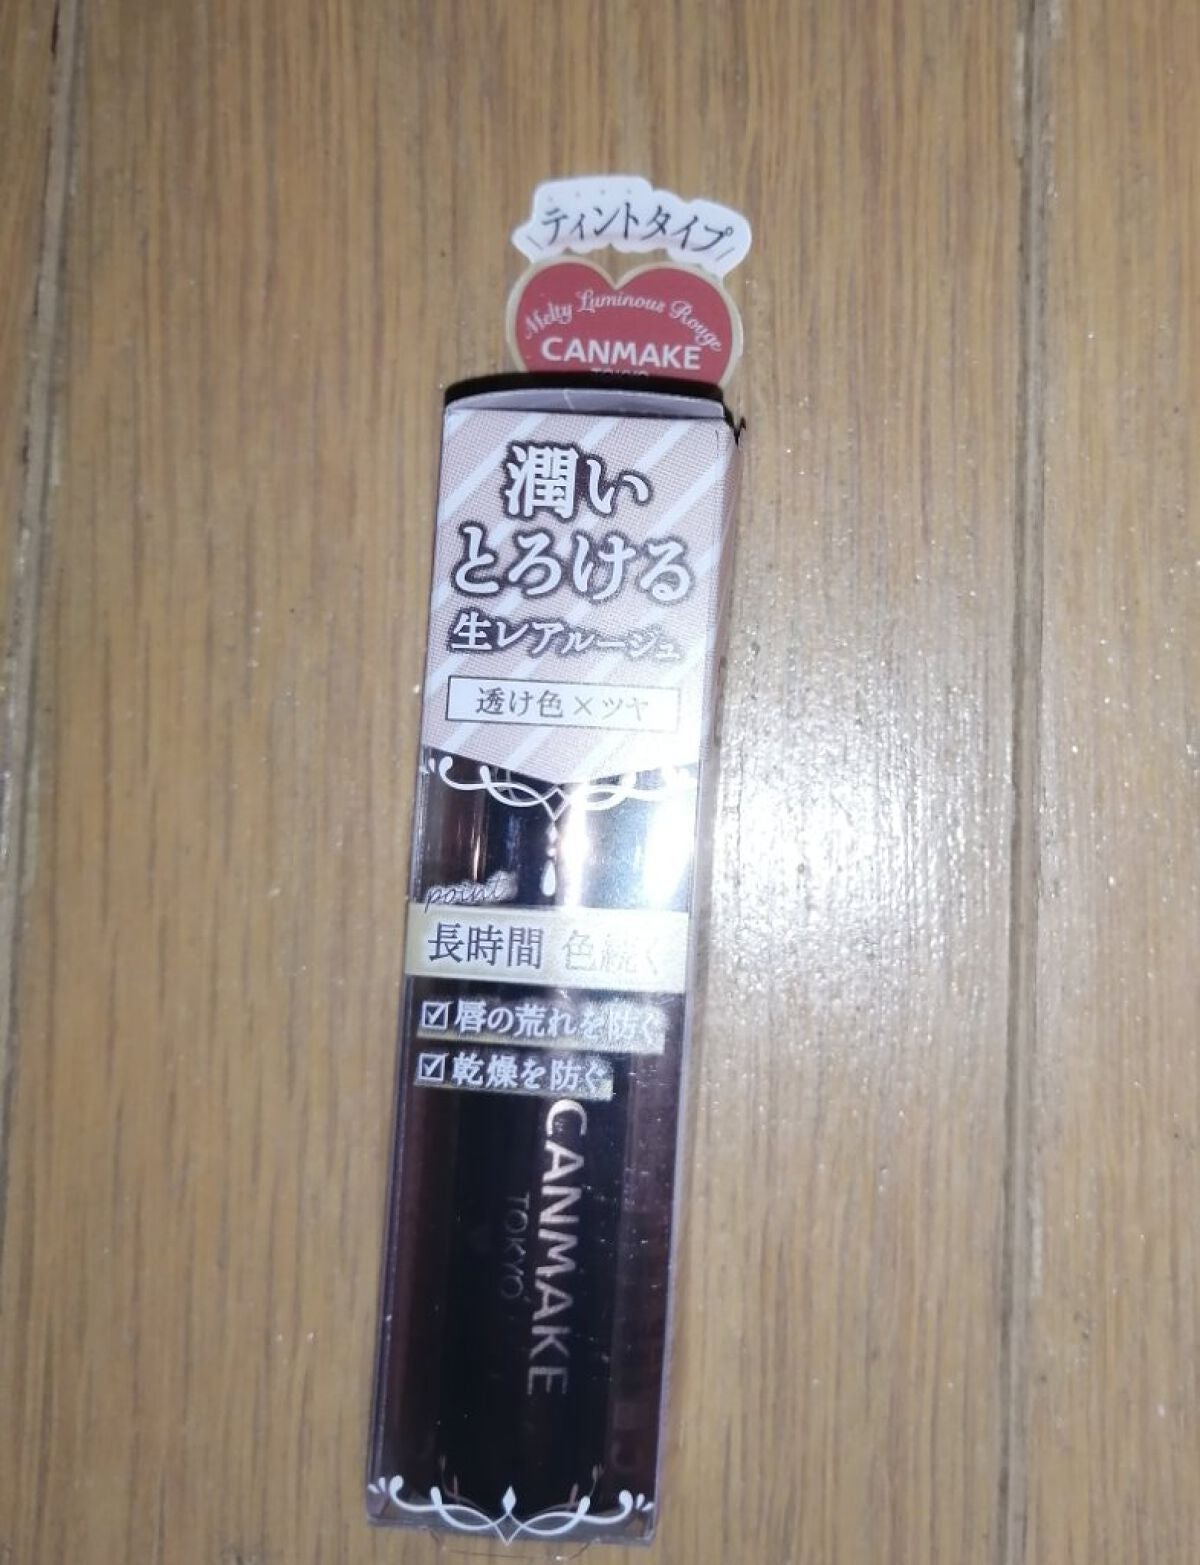 ティントタイプ
Melty Luminous Rouge
CANMAKE
TOKYO
潤い
とろける
生レアルージュ
透け色×ツヤ
point
長時間 色続く
☑唇の荒れを防ぐ
☑乾燥を防ぐ
CANMAKE
TOKYO